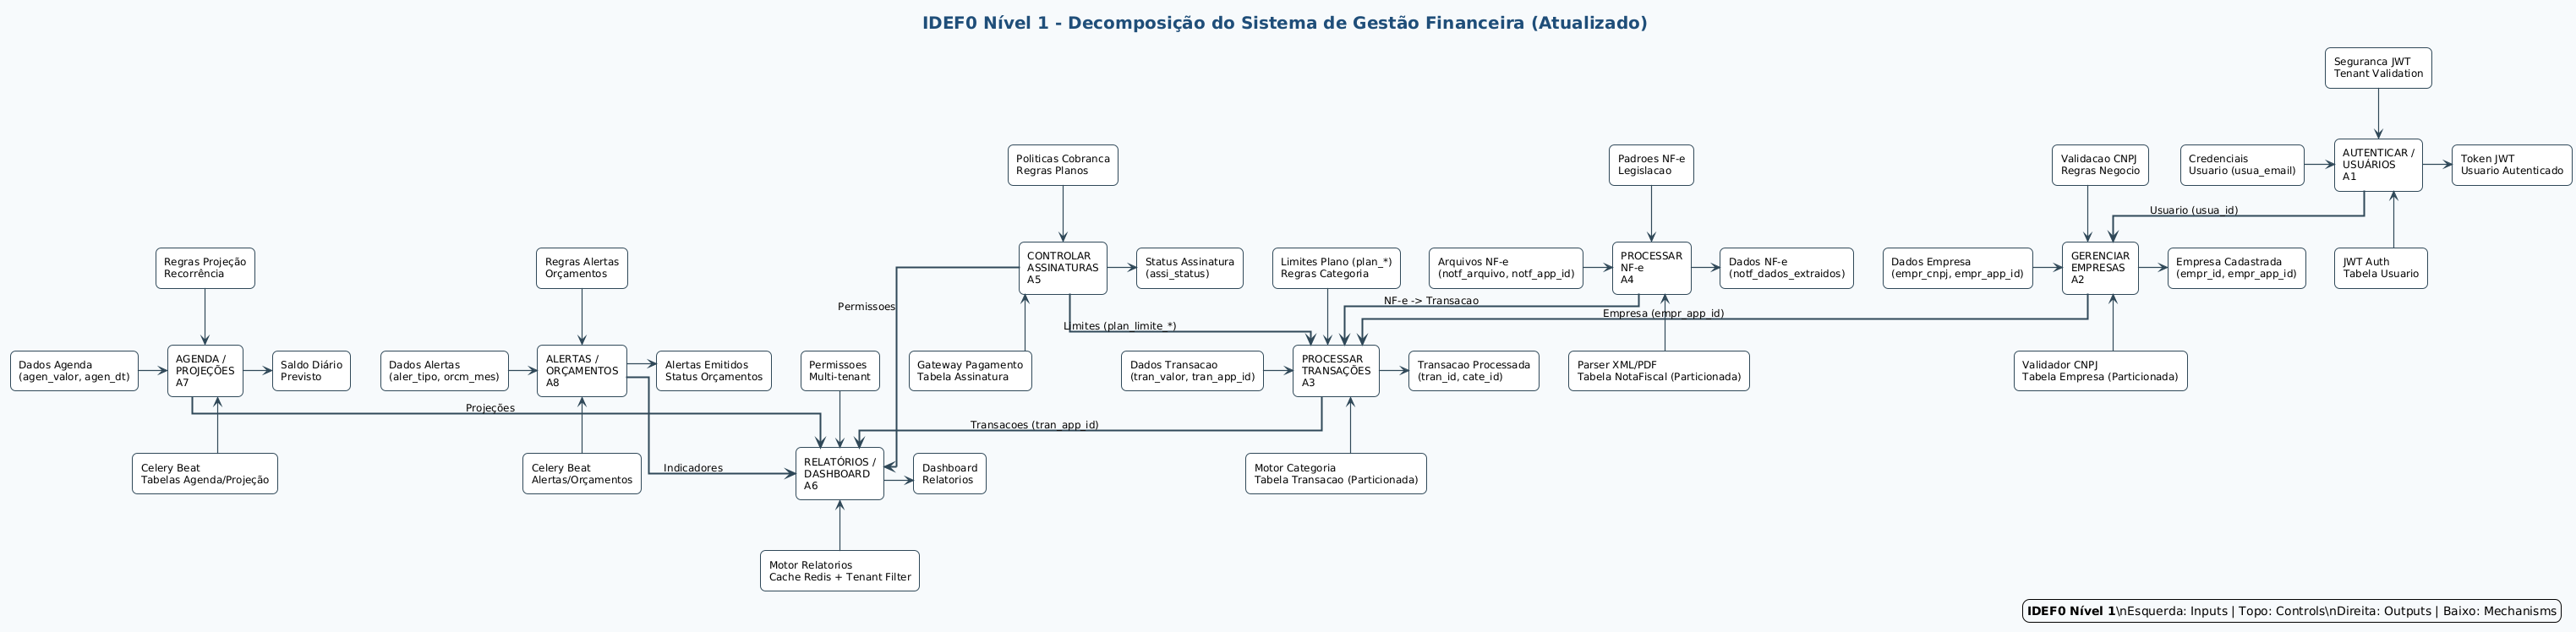 IDEF0 Nível 1 - Decomposição do Sistema de Gestão Financeira (Atualizado)
Seguranca JWT
Tenant Validation
Politicas Cobranca
Regras Planos
Padroes NF-e
Legislacao
Validacao CNPJ
Regras Negocio
Credenciais
Usuario (usua_email)
AUTENTICAR /
USUÁRIOS
A1
Token JWT
Usuario Autenticado
Usuario (usua_id)
Regras Projeção
Recorrência
Regras Alertas
Orçamentos
CONTROLAR
ASSINATURAS
A5
Status Assinatura
(assi_status)
Limites Plano (plan_*)
Regras Categoria
Arquivos NF-e
(notf_arquivo, notf_app_id)
PROCESSAR
NF-e
A4
Dados NF-e
(notf_dados_extraidos)
Dados Empresa
(empr_cnpj, empr_app_id)
GERENCIAR
EMPRESAS
A2
Empresa Cadastrada
(empr_id, empr_app_id)
JWT Auth
Tabela Usuario
Permissoes
NF-e -> Transacao
Empresa (empr_app_id)
Limites (plan_limite_*)
Dados Agenda
(agen_valor, agen_dt)
AGENDA /
PROJEÇÕES
A7
Saldo Diário
Previsto
Dados Alertas
(aler_tipo, orcm_mes)
ALERTAS /
ORÇAMENTOS
A8
Alertas Emitidos
Status Orçamentos
Permissoes
Multi-tenant
Gateway Pagamento
Tabela Assinatura
Dados Transacao
(tran_valor, tran_app_id)
PROCESSAR
TRANSAÇÕES
A3
Transacao Processada
(tran_id, cate_id)
Parser XML/PDF
Tabela NotaFiscal (Particionada)
Validador CNPJ
Tabela Empresa (Particionada)
Projeções
Transacoes (tran_app_id)
Celery Beat
Tabelas Agenda/Projeção
Celery Beat
Alertas/Orçamentos
Indicadores
RELATÓRIOS /
DASHBOARD
A6
Dashboard
Relatorios
Motor Categoria
Tabela Transacao (Particionada)
Motor Relatorios
Cache Redis + Tenant Filter
IDEF0 Nível 1\nEsquerda: Inputs | Topo: Controls\nDireita: Outputs | Baixo: Mechanisms